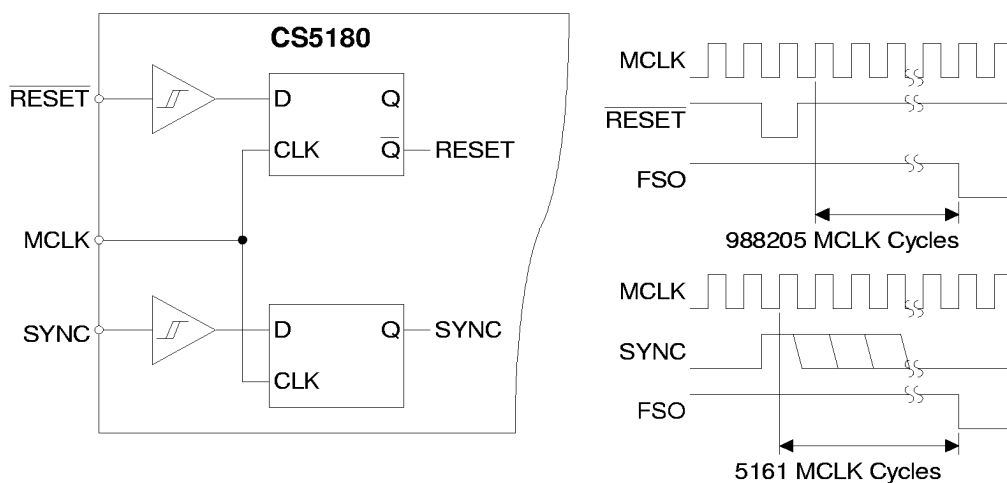 CS5180
RESET
D
Q
CLK
Q
RESET
MCLK
SYNC
D
Q
SYNC
CLK
MCLK
RESET
FSO
988205 MCLK Cycles
MCLK
SYNC
FSO
5161 MCLK Cycles